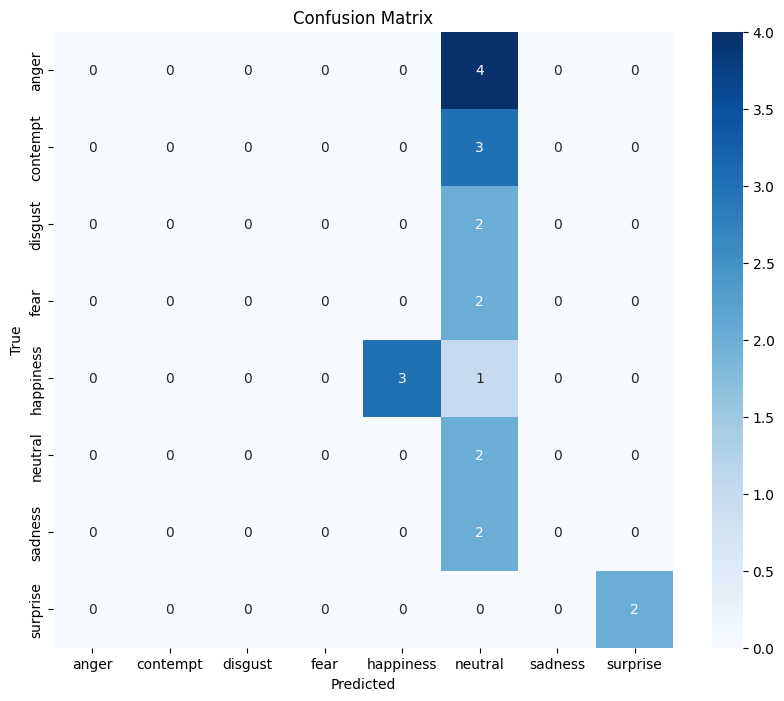 Confusion Matrix
True
anger 0 0 0 0 0 4 0 0
contempt 0 0 0 0 0 3 0 0
disgust 0 0 0 0 0 2 0 0
fear 0 0 0 0 0 2 0 0
happiness 0 0 0 0 3 1 0 0
neutral 0 0 0 0 0 2 0 0
sadness 0 0 0 0 0 2 0 0
surprise 0 0 0 0 0 0 0 2
anger contempt disgust fear happiness neutral sadness surprise
Predicted
4.0
3.5
3.0
2.5
2.0
1.5
1.0
0.5
0.0